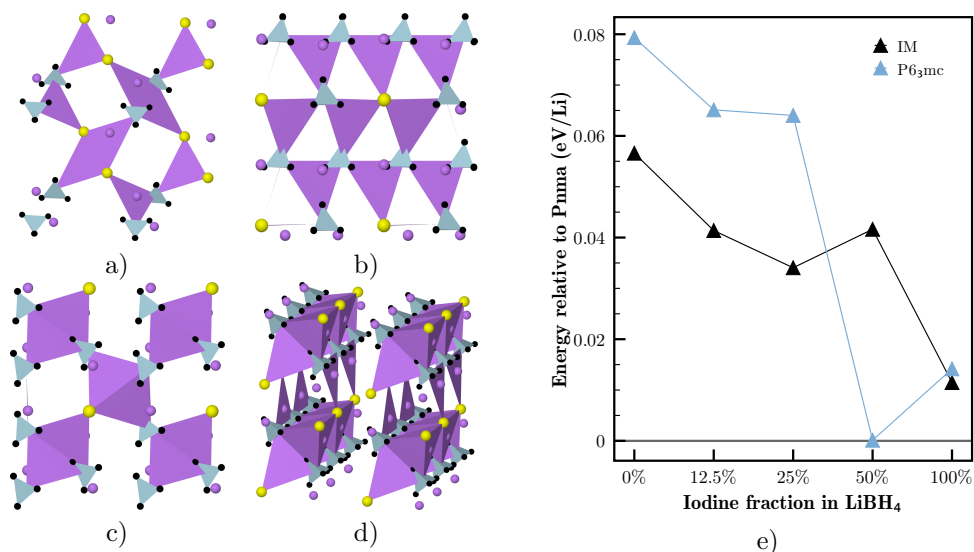 a)
b)
c)
d)
Energy relative to Pnma (eV/Li)
0.08
0.06
0.04
0.02
0
IM
P6₃mc
0%
12.5%
25%
50%
100%
Iodine fraction in LiBH₄
e)